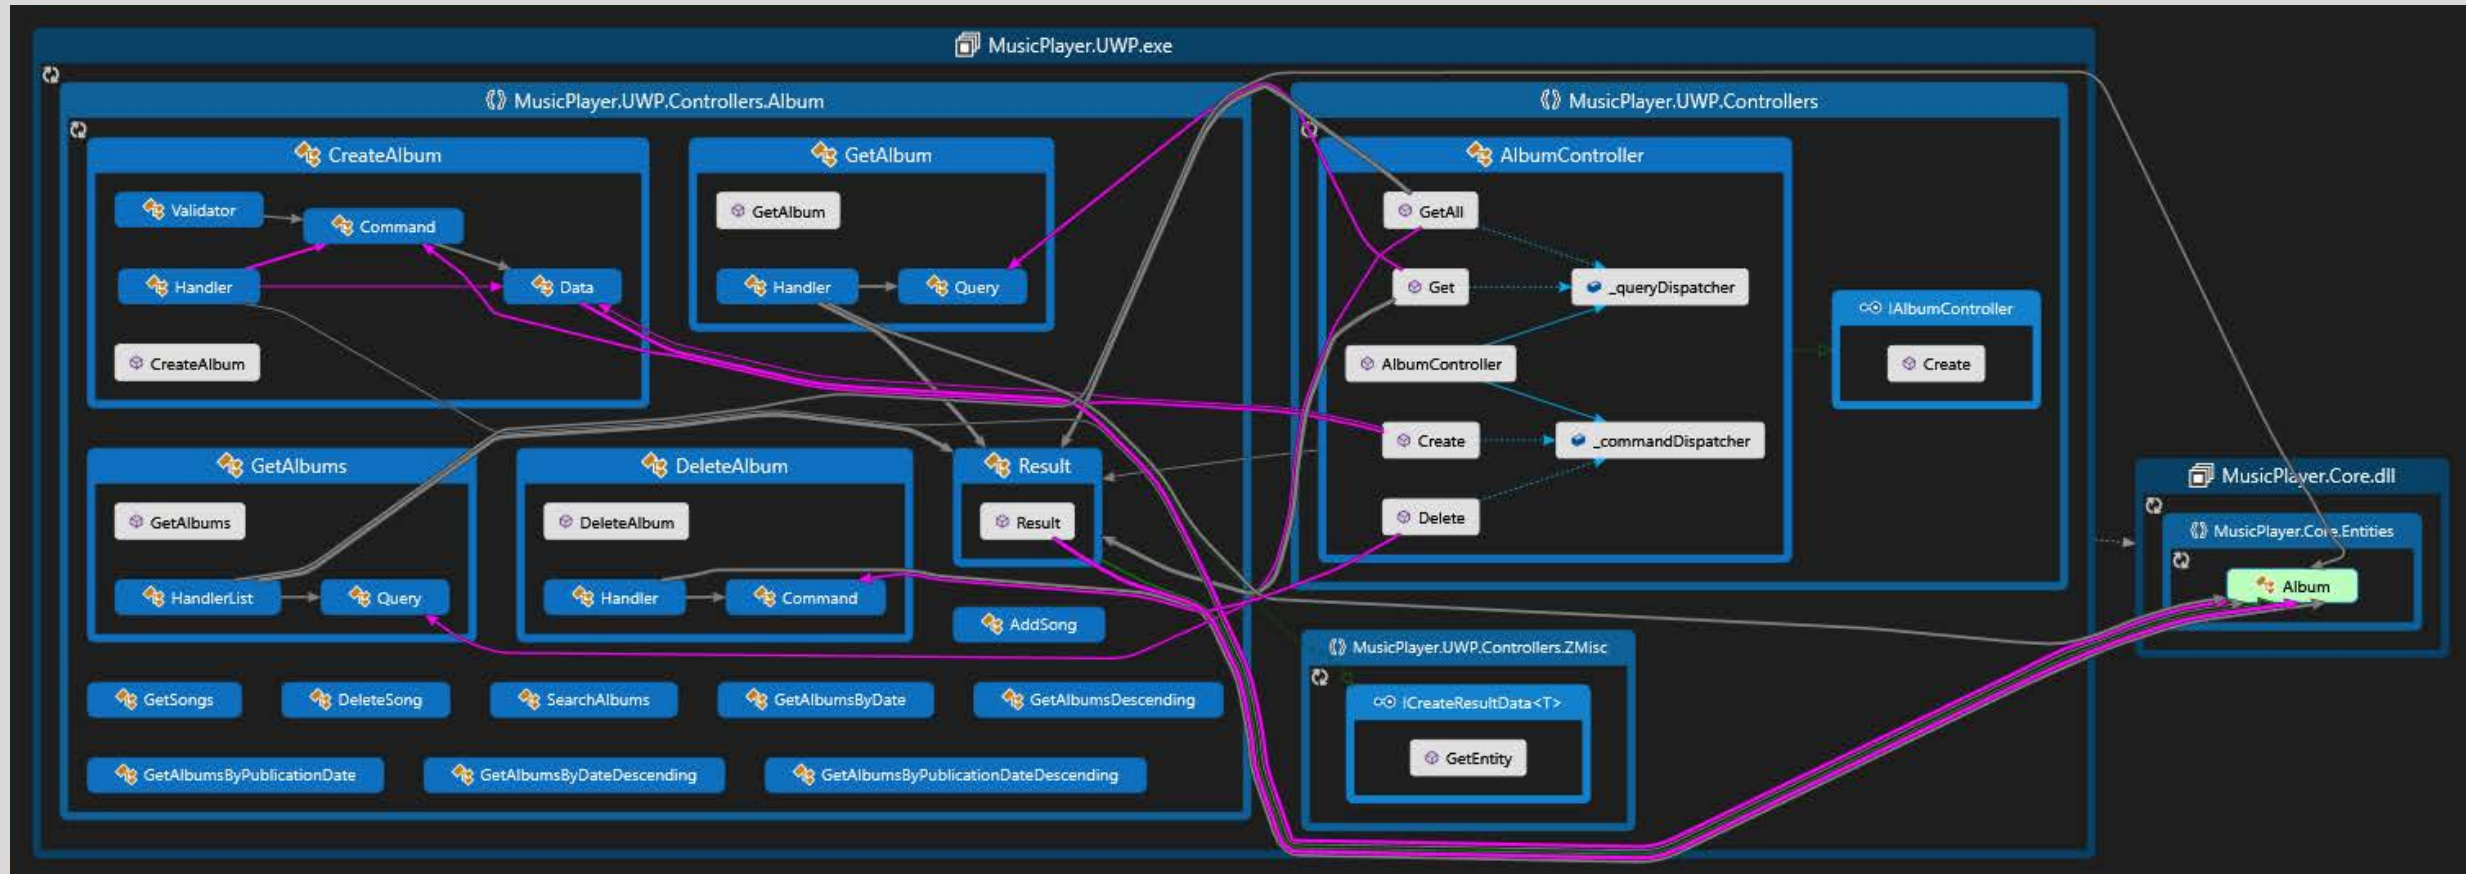 MusicPlayer.UWP.exe
MusicPlayer.UWP.Controllers.Album
CreateAlbum
Validator
Command
Handler
Data
CreateAlbum
GetAlbum
GetAlbum
Handler
Query
GetAlbums
GetAlbums
HandlerList
Query
DeleteAlbum
DeleteAlbum
Handler
Command
Result
Result
AddSong
GetSongs
DeleteSong
SearchAlbums
GetAlbumsByDate
GetAlbumsDescending
GetAlbumsByPublicationDate
GetAlbumsByDateDescending
GetAlbumsByPublicationDateDescending
MusicPlayer.UWP.Controllers
AlbumController
GetAll
Get
_queryDispatcher
AlbumController
Create
_commandDispatcher
Delete
IAlbumController
Create
MusicPlayer.UWP.Controllers.ZMisc
ICreateResultData<T>
GetEntity
MusicPlayer.Core.dll
MusicPlayer.Core.Entities
Album